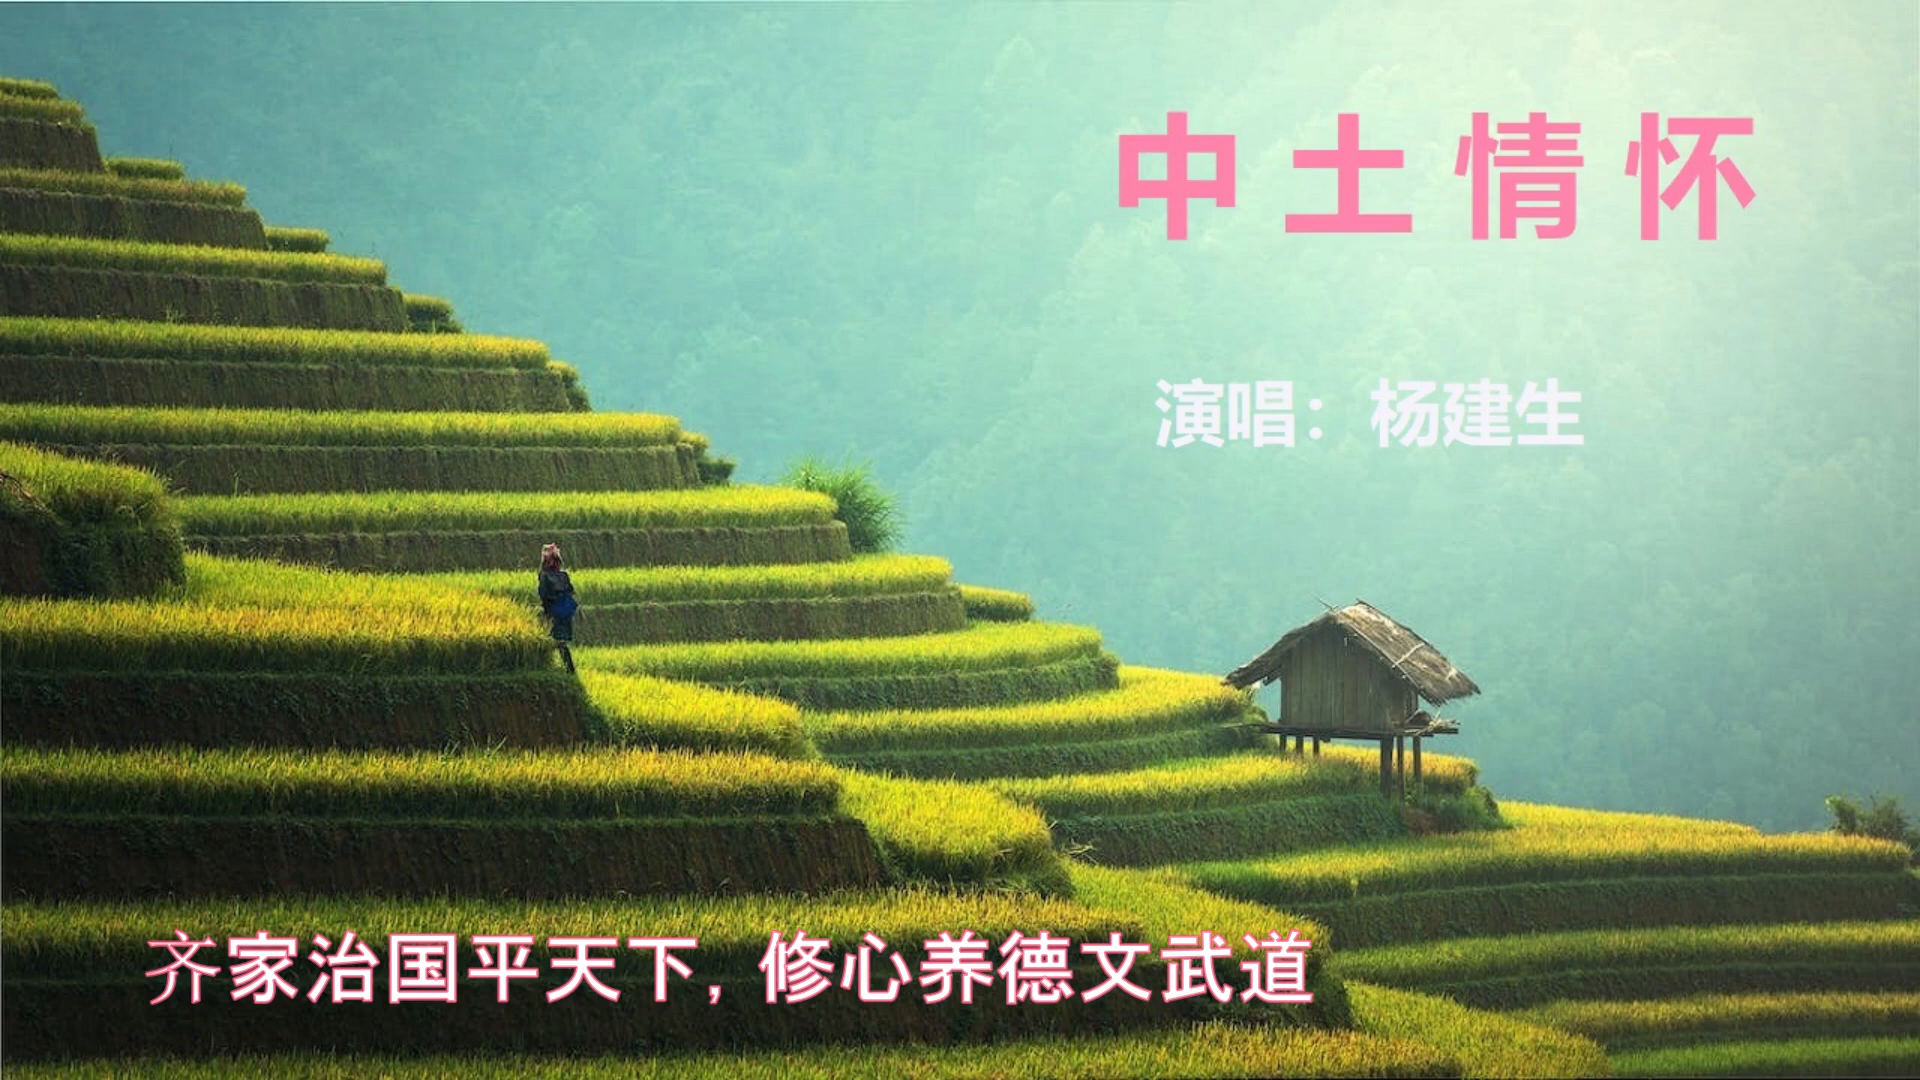 中土情怀
演唱：杨建生
齐家治国平天下，修心养德文武道